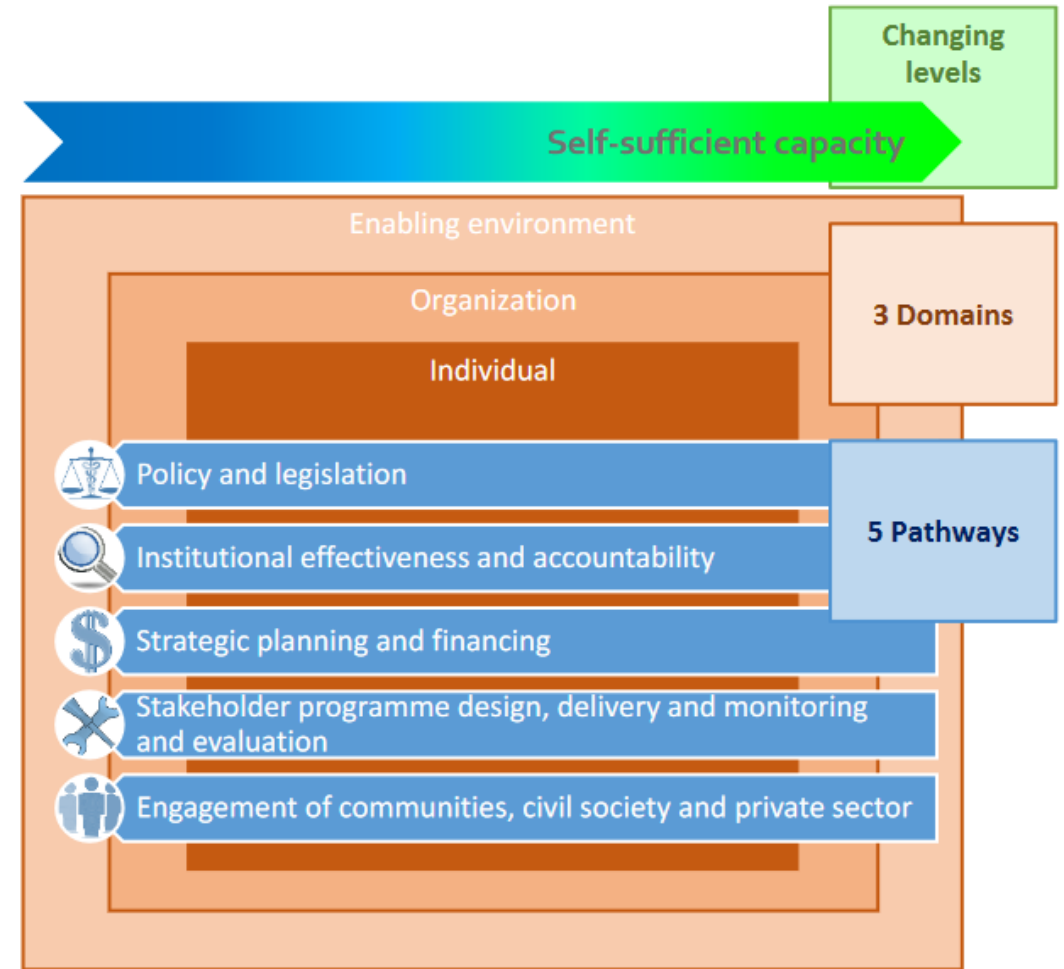 Changing
levels
Self-sufficient capacity
Enabling environment
3 Domains
Organization
Individual
Policy and legislation
5 Pathways
Institutional effectiveness and accountability
Strategic planning and financing
Stakeholder programme design, delivery and monitoring
and evaluation
Engagement of communities, civil society and private sector